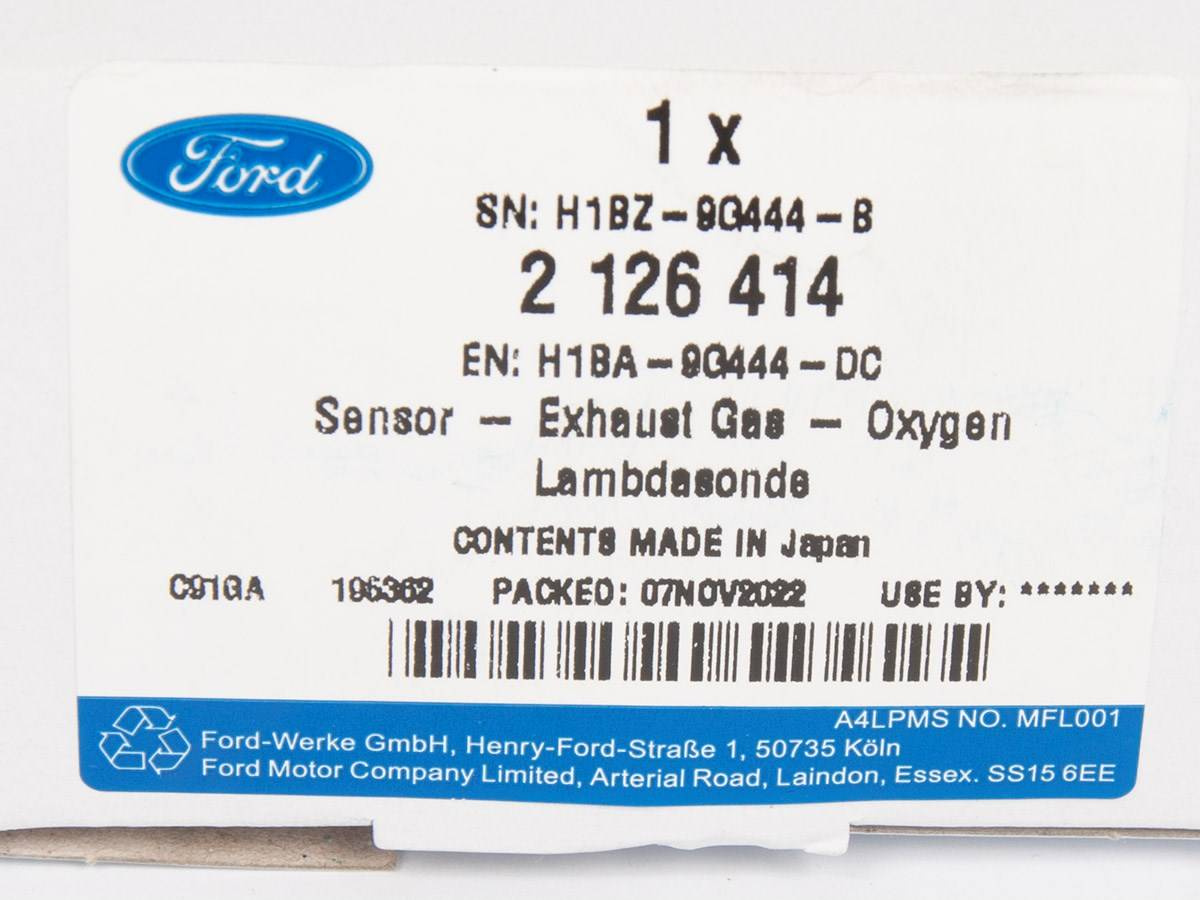 Ford
1 x
SN: H1BZ-9G444-B
2 126 414
EN: H1BA-9G444-DC
Sensor - Exhaust Gas - Oxygen
Lambdasonde
CONTENTS MADE IN Japan
C91GA 195362 PACKED: 07NOV2022 USE BY: *******
A4LPMS NO. MFL001
Ford-Werke GmbH, Henry-Ford-Straße 1, 50735 Köln
Ford Motor Company Limited, Arterial Road, Laindon, Essex. SS15 6EE